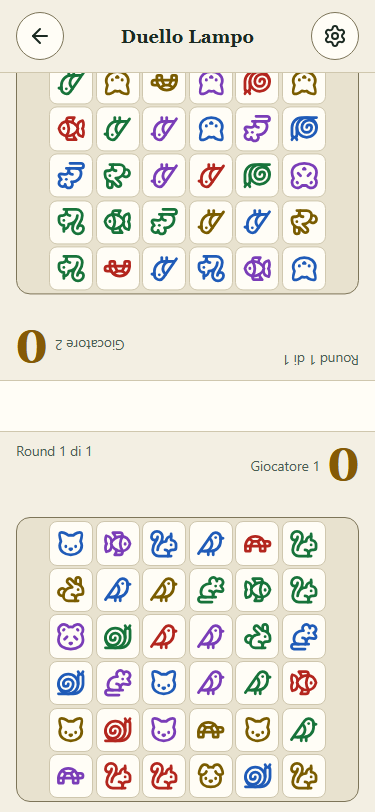 Duello Lampo
0 Giocatore 2
Round 1 di 1
Round 1 di 1
Giocatore 1 0